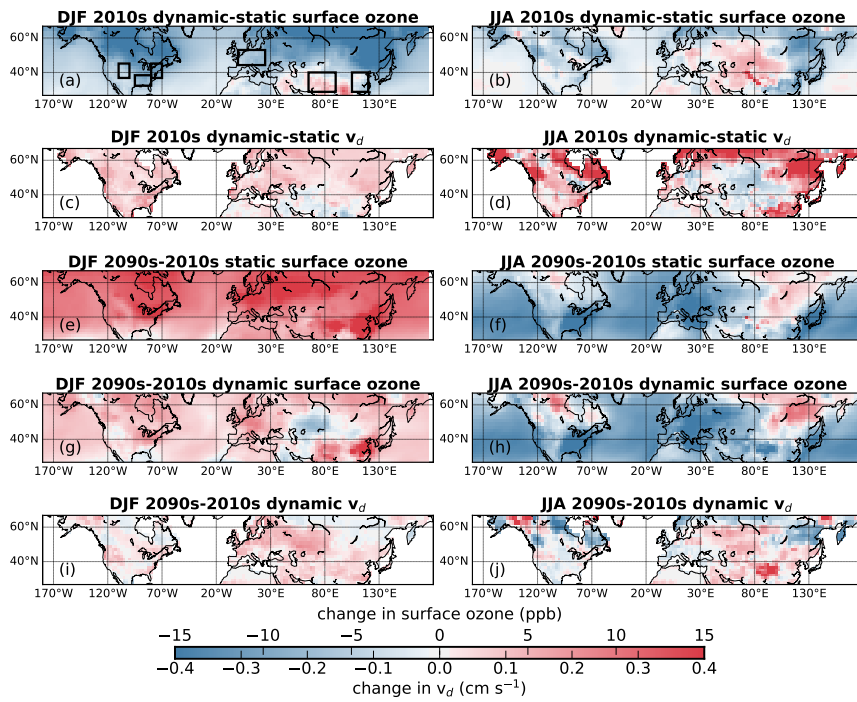 DJF 2010s dynamic-static surface ozone
JJA 2010s dynamic-static surface ozone
60°N
40°N
(a)
170°W 120°W 70°W 20°W 30°E 80°E 130°E
60°N
40°N
(b)
170°W 120°W 70°W 20°W 30°E 80°E 130°E
DJF 2010s dynamic-static v_d
JJA 2010s dynamic-static v_d
60°N
40°N
(c)
170°W 120°W 70°W 20°W 30°E 80°E 130°E
60°N
40°N
(d)
170°W 120°W 70°W 20°W 30°E 80°E 130°E
DJF 2090s-2010s static surface ozone
JJA 2090s-2010s static surface ozone
60°N
40°N
(e)
170°W 120°W 70°W 20°W 30°E 80°E 130°E
60°N
40°N
(f)
170°W 120°W 70°W 20°W 30°E 80°E 130°E
DJF 2090s-2010s dynamic surface ozone
JJA 2090s-2010s dynamic surface ozone
60°N
40°N
(g)
170°W 120°W 70°W 20°W 30°E 80°E 130°E
60°N
40°N
(h)
170°W 120°W 70°W 20°W 30°E 80°E 130°E
DJF 2090s-2010s dynamic v_d
JJA 2090s-2010s dynamic v_d
60°N
40°N
(i)
170°W 120°W 70°W 20°W 30°E 80°E 130°E
60°N
40°N
(j)
170°W 120°W 70°W 20°W 30°E 80°E 130°E
change in surface ozone (ppb)
−15 −10 −5 0 5 10 15
−0.4 −0.3 −0.2 −0.1 0.0 0.1 0.2 0.3 0.4
change in v_d (cm s⁻¹)